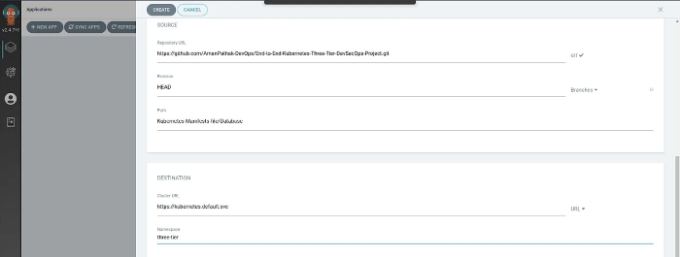 Applications
CREATE
CANCEL
v2.4.7
+ NEW APP
SYNC APPS
REFRES
SOURCE
Repository URL
https://github.com/AmanPathak-DevOps/End-to-End-Kubernetes-Three-Tier-DevSecOps-Project.git
GIT
Revision
HEAD
Branches
Path
Kubernetes-Manifests-file/Database
DESTINATION
Cluster URL
https://kubernetes.default.svc
URL
Namespace
three-tier